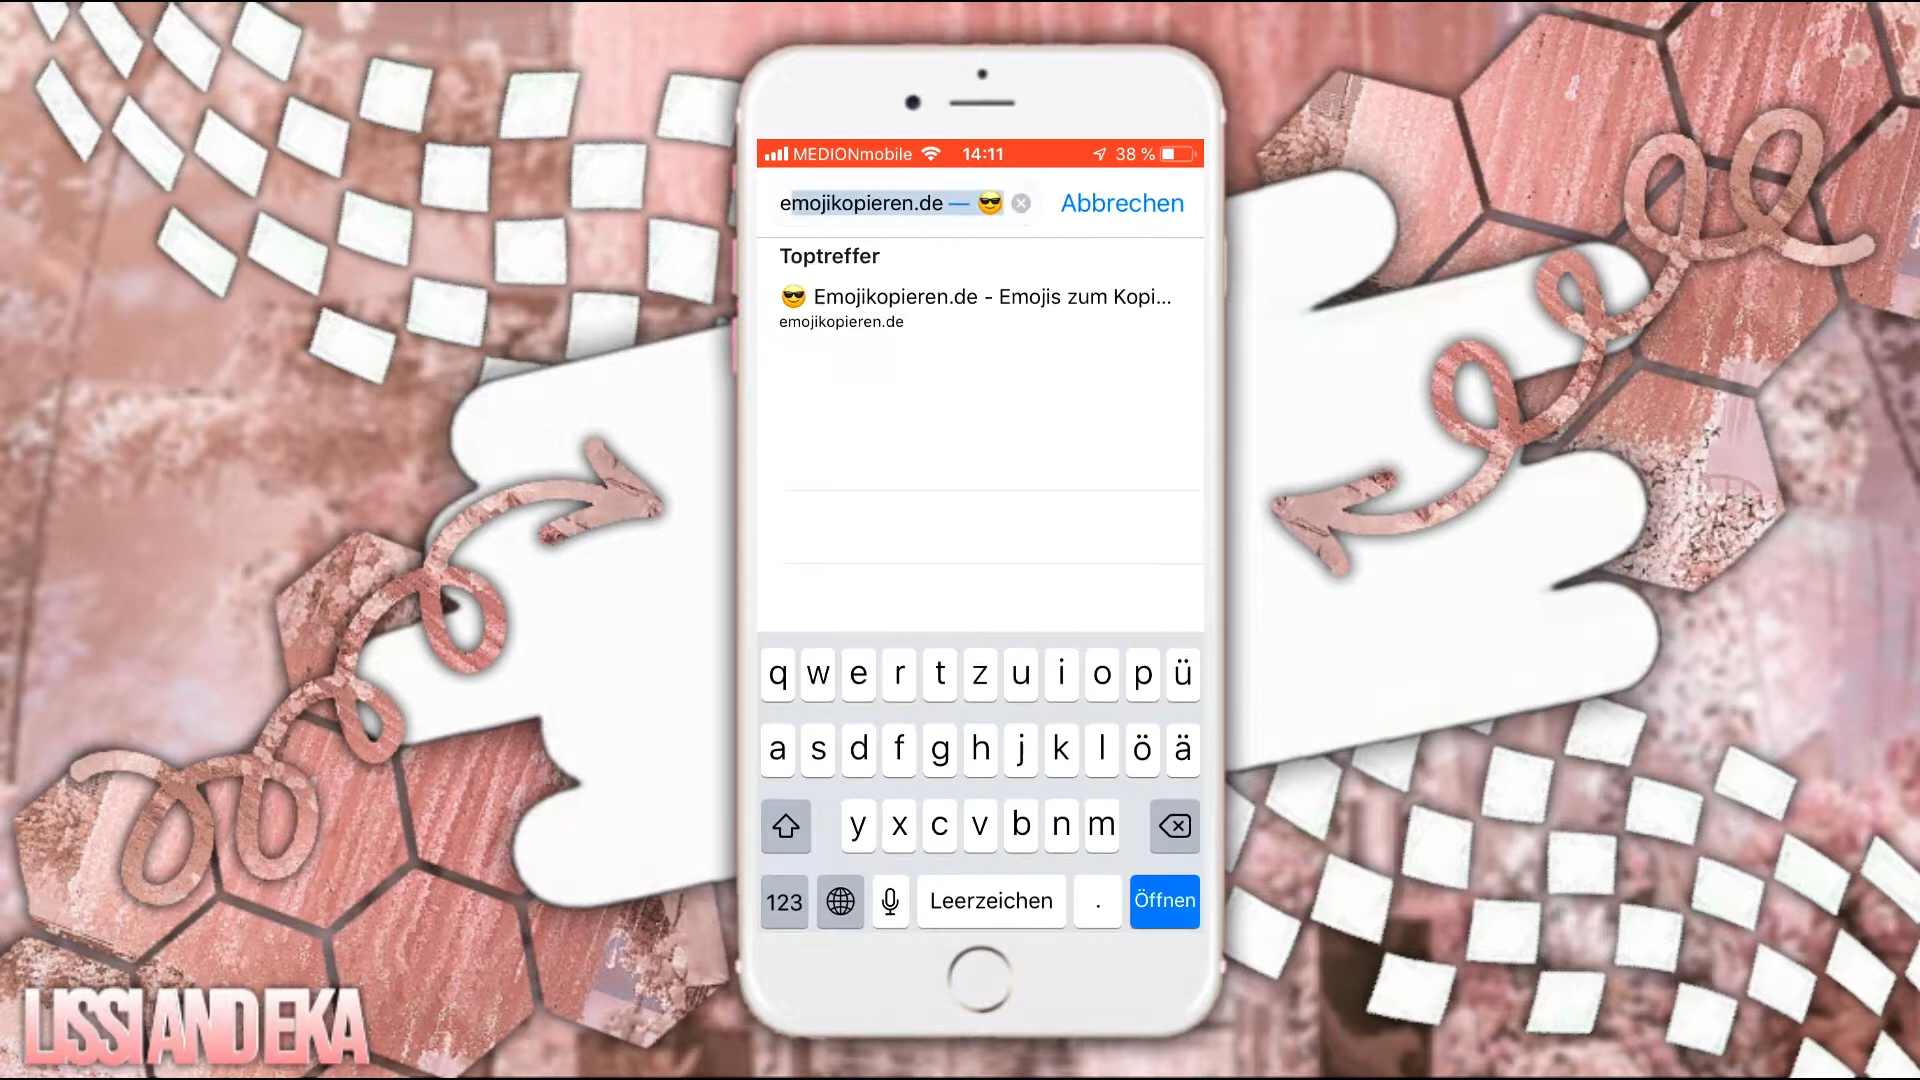 MEDIONmobile 14:11 38 %
emojikopieren.de — 😎 Abbrechen
Toptreffer
😎 Emojikopieren.de - Emojis zum Kopi...
emojikopieren.de
q w e r t z u i o p ü
a s d f g h j k l ö ä
y x c v b n m
123 Leerzeichen . Öffnen
LISSI AND EKA